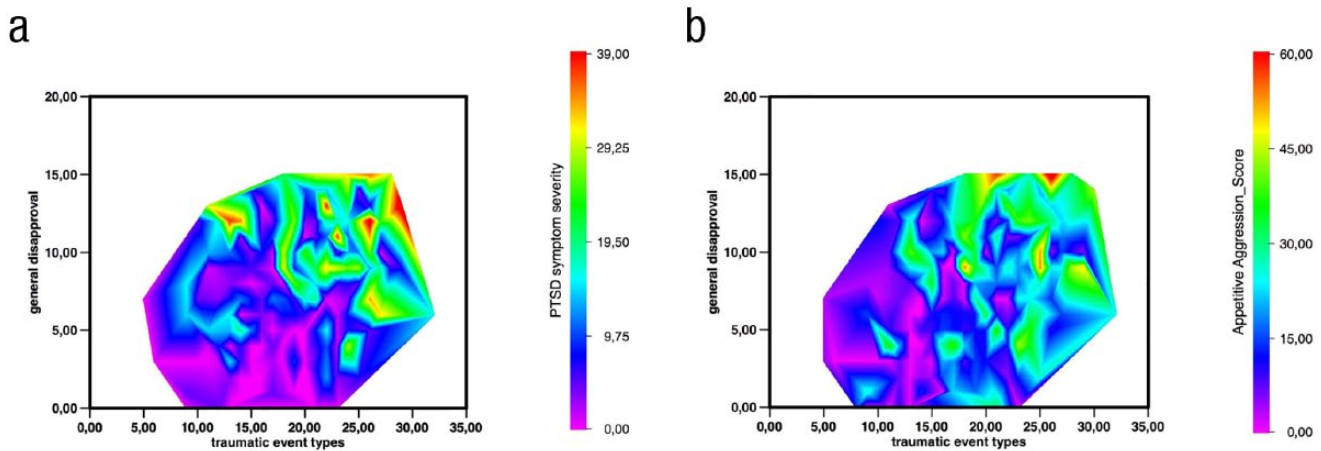 a
20,00
15,00
10,00
5,00
0,00
general disapproval
0,00 5,00 10,00 15,00 20,00 25,00 30,00 35,00
traumatic event types
39,00
29,25
19,50
9,75
0,00
PTSD symptom severity
b
20,00
15,00
10,00
5,00
0,00
general disapproval
0,00 5,00 10,00 15,00 20,00 25,00 30,00 35,00
traumatic event types
60,00
45,00
30,00
15,00
0,00
Appetitive Aggression_Score